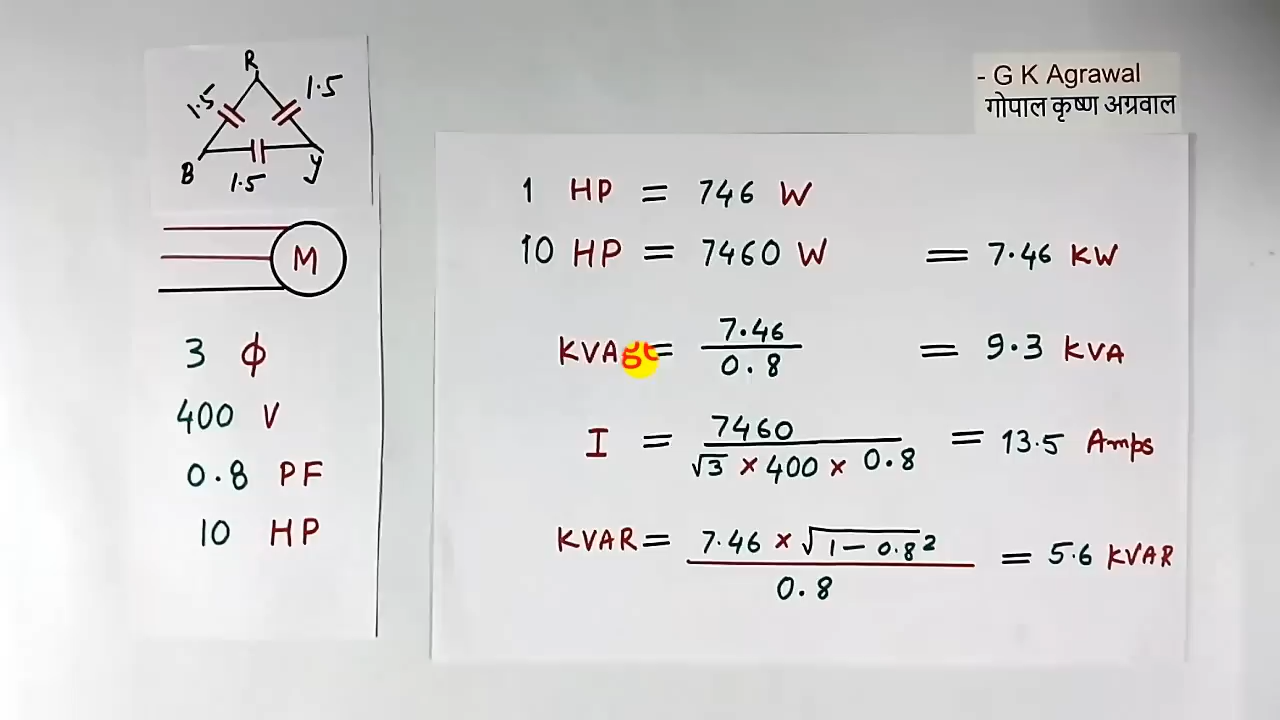 R
1.5 1.5
B 1.5 y
M
3 ϕ
400 V
0.8 PF
10 HP
- G K Agrawal
गोपाल कृष्ण अग्रवाल
1 HP = 746 W
10 HP = 7460 W = 7.46 KW
KVA = 7.46 / 0.8 = 9.3 KVA
I = 7460 / √3 × 400 × 0.8 = 13.5 Amps
KVAR = 7.46 × √1 - 0.8² / 0.8 = 5.6 KVAR